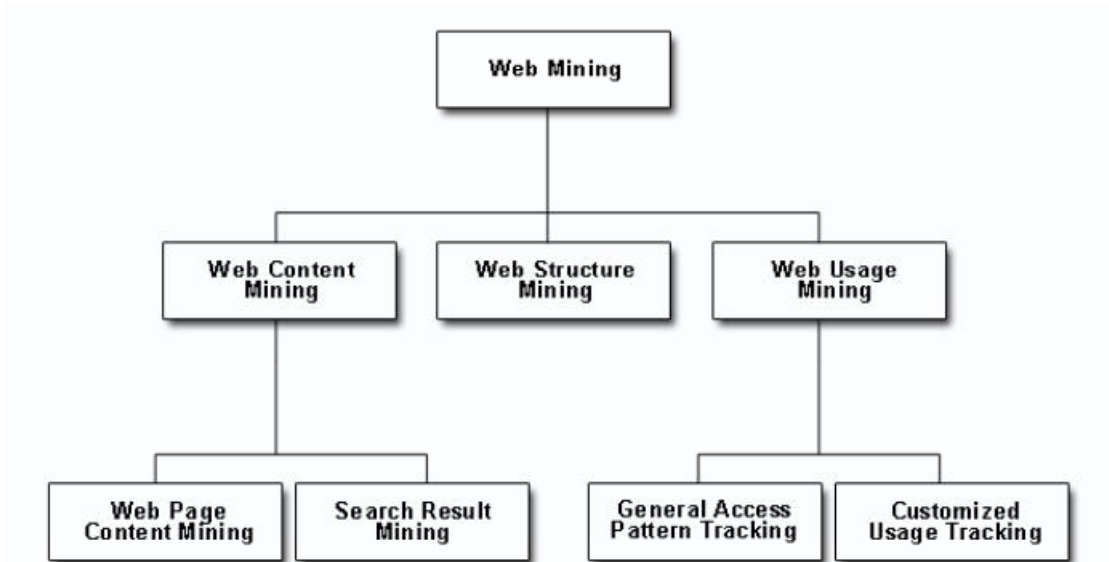 Web Mining
Web Content
Mining
Web Structure
Mining
Web Usage
Mining
Web Page
Content Mining
Search Result
Mining
General Access
Pattern Tracking
Customized
Usage Tracking